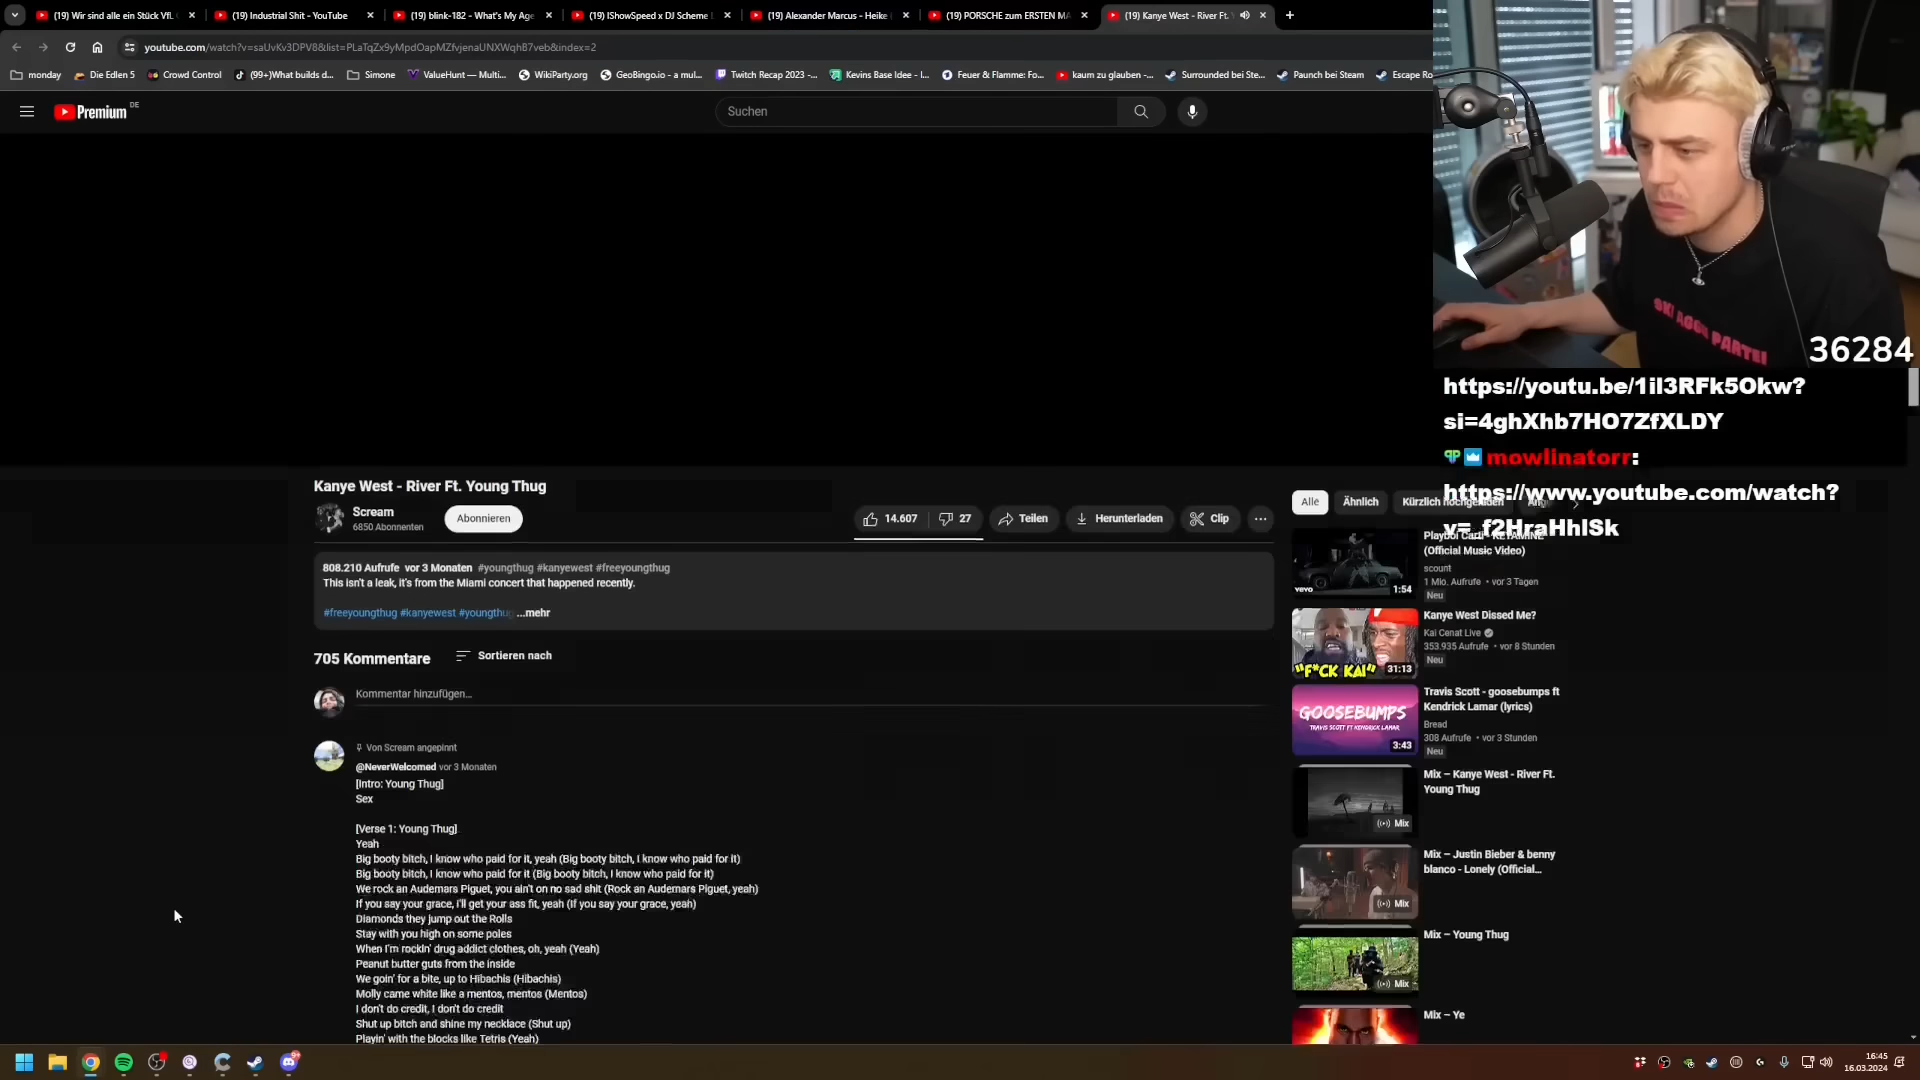 (19) Wir sind alle ein Stück VfL
(19) Industrial Shit - YouTube
(19) blink-182 - What's My Age
(19) IShowSpeed x DJ Scheme
(19) Alexander Marcus - Heike
(19) PORSCHE zum ERSTEN MA
(19) Kanye West - River Ft. Y
youtube.com/watch?v=saUvKv3DPV8&list=PLaTqZx9yMpdOapMZfvjenaUNXWqhB7veb&index=2
monday
Die Edlen 5
Crowd Control
(99+)What builds d...
Simone
ValueHunt — Multi...
WikiParty.org
GeoBingo.io - a mul...
Twitch Recap 2023 -...
Kevins Base Idee - I...
Feuer & Flamme: Fo...
kaum zu glauben -...
Surrounded bei Ste...
Paunch bei Steam
Escape Ro
Premium DE
Suchen
SKI AGGU PARTEI
36284
https://youtu.be/1il3RFk5Okw?
si=4ghXhb7HO7ZfXLDY
mowlinatorr:
https://www.youtube.com/watch?
v=_f2HraHhlSk
Kanye West - River Ft. Young Thug
Scream
6850 Abonnenten
Abonnieren
14.607
27
Teilen
Herunterladen
Clip
808.210 Aufrufe vor 3 Monaten #youngthug #kanyewest #freeyoungthug
This isn't a leak, it's from the Miami concert that happened recently.
#freeyoungthug #kanyewest #youngthug ...mehr
705 Kommentare
Sortieren nach
Kommentar hinzufügen...
Von Scream angepinnt
@NeverWelcomed vor 3 Monaten
[Intro: Young Thug]
Sex
[Verse 1: Young Thug]
Yeah
Big booty bitch, I know who paid for it, yeah (Big booty bitch, I know who paid for it)
Big booty bitch, I know who paid for it (Big booty bitch, I know who paid for it)
We rock an Audemars Piguet, you ain't on no sad shit (Rock an Audemars Piguet, yeah)
If you say your grace, i'll get your ass fit, yeah (If you say your grace, yeah)
Diamonds they jump out the Rolls
Stay with you high on some poles
When I'm rockin' drug addict clothes, oh, yeah (Yeah)
Peanut butter guts from the inside
We goin' for a bite, up to Hibachis (Hibachis)
Molly came white like a mentos, mentos (Mentos)
I don't do credit, I don't do credit
Shut up bitch and shine my necklace (Shut up)
Playin' with the blocks like Tetris (Yeah)
Alle
Ähnlich
Kürzlich hochgeladen
Playboi Carti - KETAMINE
(Official Music Video)
scount
1 Mio. Aufrufe • vor 3 Tagen
Neu
vevo
1:54
Kanye West Dissed Me?
Kai Cenat Live
353.935 Aufrufe • vor 8 Stunden
Neu
"F*CK KAI"
31:13
Travis Scott - goosebumps ft
Kendrick Lamar (lyrics)
Bread
308 Aufrufe • vor 3 Stunden
Neu
GOOSEBUMPS
TRAVIS SCOTT FT KENDRICK LAMAR
3:43
Mix – Kanye West - River Ft.
Young Thug
Mix
Mix – Justin Bieber & benny
blanco - Lonely (Official...
Mix
Mix – Young Thug
Mix
Mix – Ye
16:45
16.03.2024